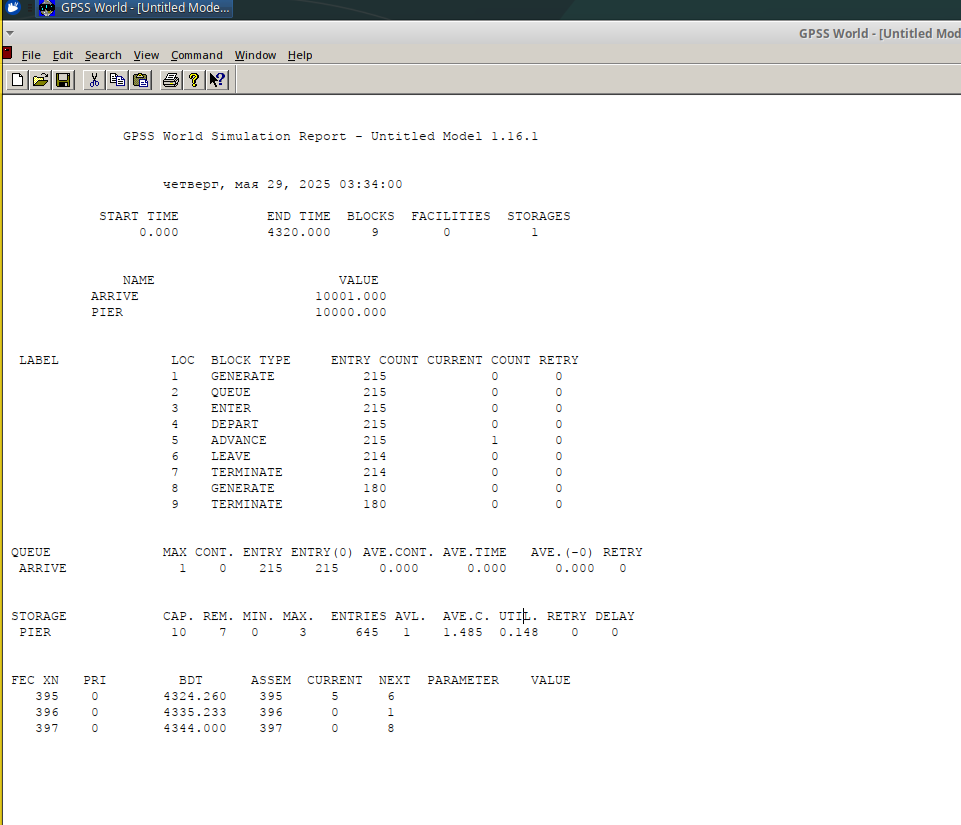 GPSS World - [Untitled Mode...
GPSS World - [Untitled Mod
File Edit Search View Command Window Help
GPSS World Simulation Report - Untitled Model 1.16.1
четверг, мая 29, 2025 03:34:00
START TIME END TIME BLOCKS FACILITIES STORAGES
0.000 4320.000 9 0 1
NAME VALUE
ARRIVE 10001.000
PIER 10000.000
LABEL LOC BLOCK TYPE ENTRY COUNT CURRENT COUNT RETRY
1 GENERATE 215 0 0
2 QUEUE 215 0 0
3 ENTER 215 0 0
4 DEPART 215 0 0
5 ADVANCE 215 1 0
6 LEAVE 214 0 0
7 TERMINATE 214 0 0
8 GENERATE 180 0 0
9 TERMINATE 180 0 0
QUEUE MAX CONT. ENTRY ENTRY(0) AVE.CONT. AVE.TIME AVE.(-0) RETRY
ARRIVE 1 0 215 215 0.000 0.000 0.000 0
STORAGE CAP. REM. MIN. MAX. ENTRIES AVL. AVE.C. UTIL. RETRY DELAY
PIER 10 7 0 3 645 1 1.485 0.148 0 0
FEC XN PRI BDT ASSEM CURRENT NEXT PARAMETER VALUE
395 0 4324.260 395 5 6
396 0 4335.233 396 0 1
397 0 4344.000 397 0 8